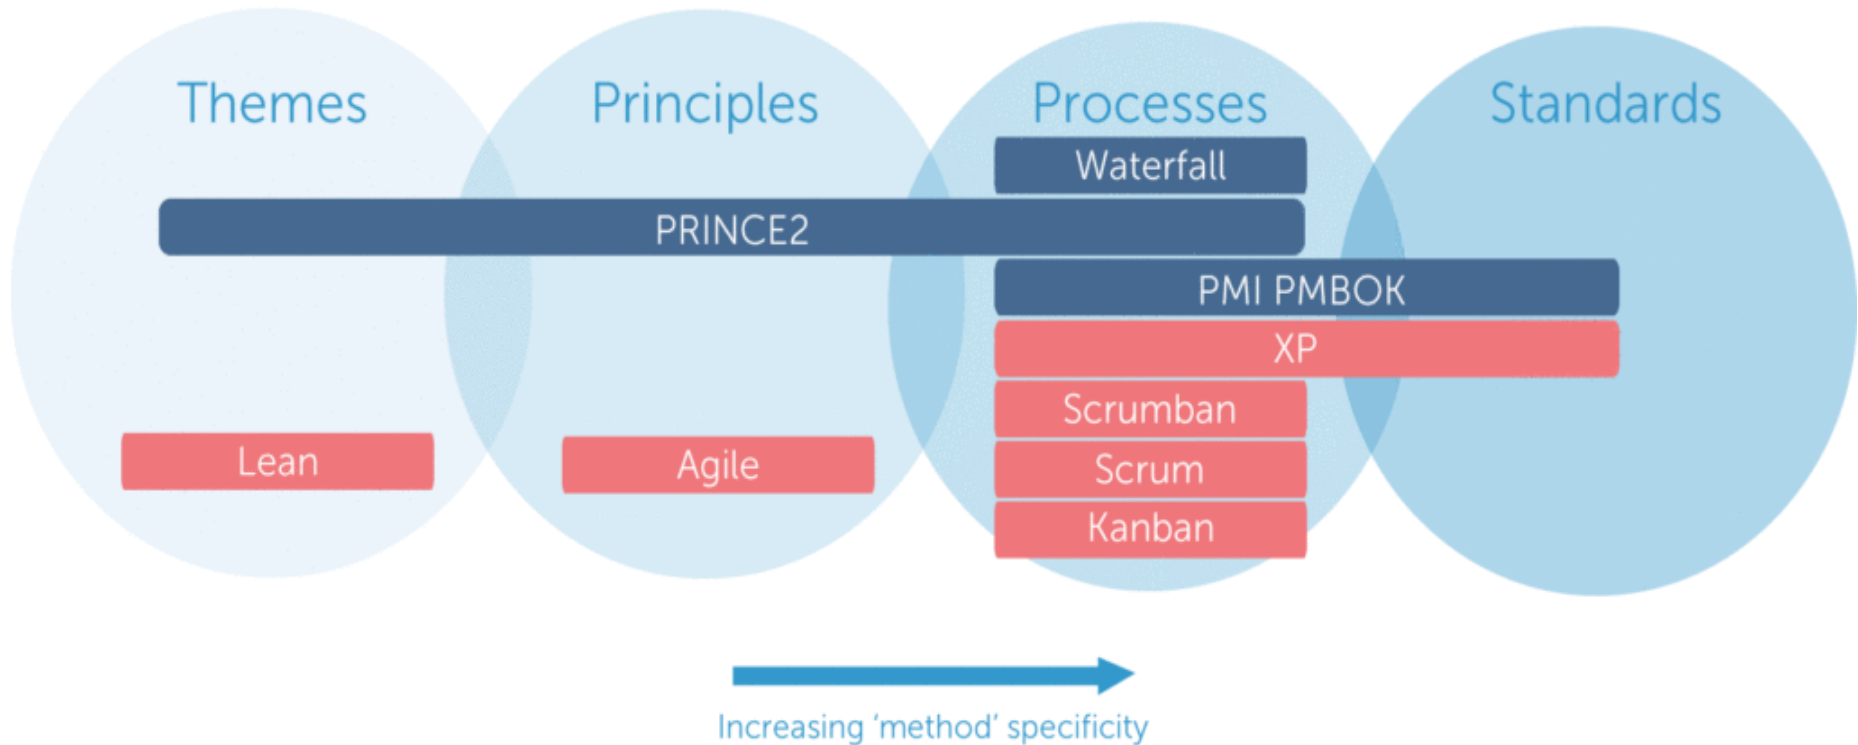 Themes
Principles
Processes
Standards
Waterfall
PRINCE2
PMI PMBOK
XP
Scrumban
Lean
Agile
Scrum
Kanban
Increasing ‘method’ specificity